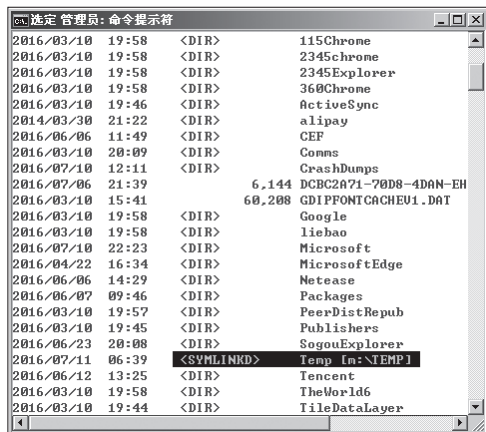 选定 管理员: 命令提示符
2016/03/10 19:58 <DIR> 115Chrome
2016/03/10 19:58 <DIR> 2345chrome
2016/03/10 19:58 <DIR> 2345Explorer
2016/03/10 19:58 <DIR> 360Chrome
2016/03/10 19:46 <DIR> ActiveSync
2014/03/30 21:22 <DIR> alipay
2016/06/06 11:49 <DIR> CEF
2016/03/10 20:09 <DIR> Comms
2016/07/10 12:11 <DIR> CrashDumps
2016/07/06 21:39 6,144 DCBC2A71-70D8-4DAN-EH
2016/03/10 15:41 60,208 GDIPFONTCACHEV1.DAT
2016/03/10 19:58 <DIR> Google
2016/03/10 19:58 <DIR> liebao
2016/07/10 22:23 <DIR> Microsoft
2016/04/22 16:34 <DIR> MicrosoftEdge
2016/06/06 14:29 <DIR> Netease
2016/06/07 09:46 <DIR> Packages
2016/03/10 19:57 <DIR> PeerDistRepub
2016/03/10 19:45 <DIR> Publishers
2016/06/23 20:08 <DIR> SogouExplorer
2016/07/11 06:39 <SYMLINKD> Temp [m:\TEMP]
2016/06/12 13:25 <DIR> Tencent
2016/03/10 19:58 <DIR> TheWorld6
2016/03/10 19:44 <DIR> TileDataLayer